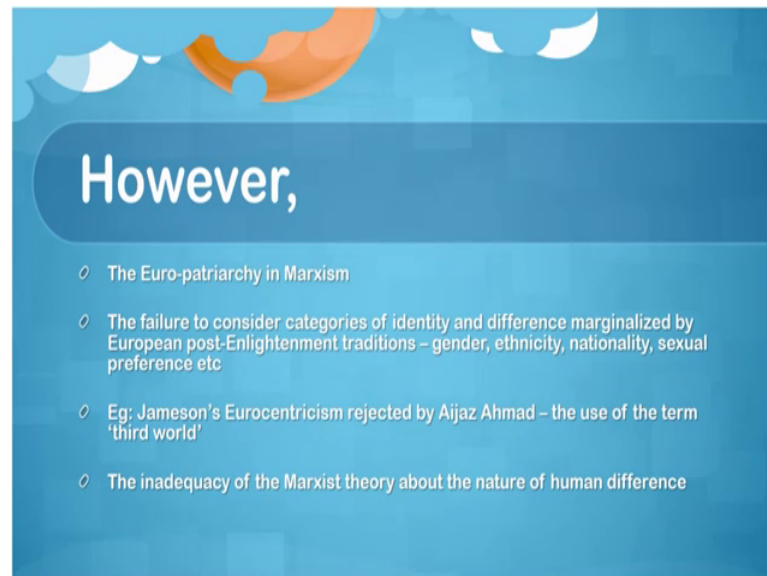 However,
The Euro-patriarchy in Marxism
The failure to consider categories of identity and difference marginalized by
European post-Enlightenment traditions – gender, ethnicity, nationality, sexual
preference etc
Eg: Jameson's Eurocentricism rejected by Aijaz Ahmad – the use of the term
'third world'
The inadequacy of the Marxist theory about the nature of human difference